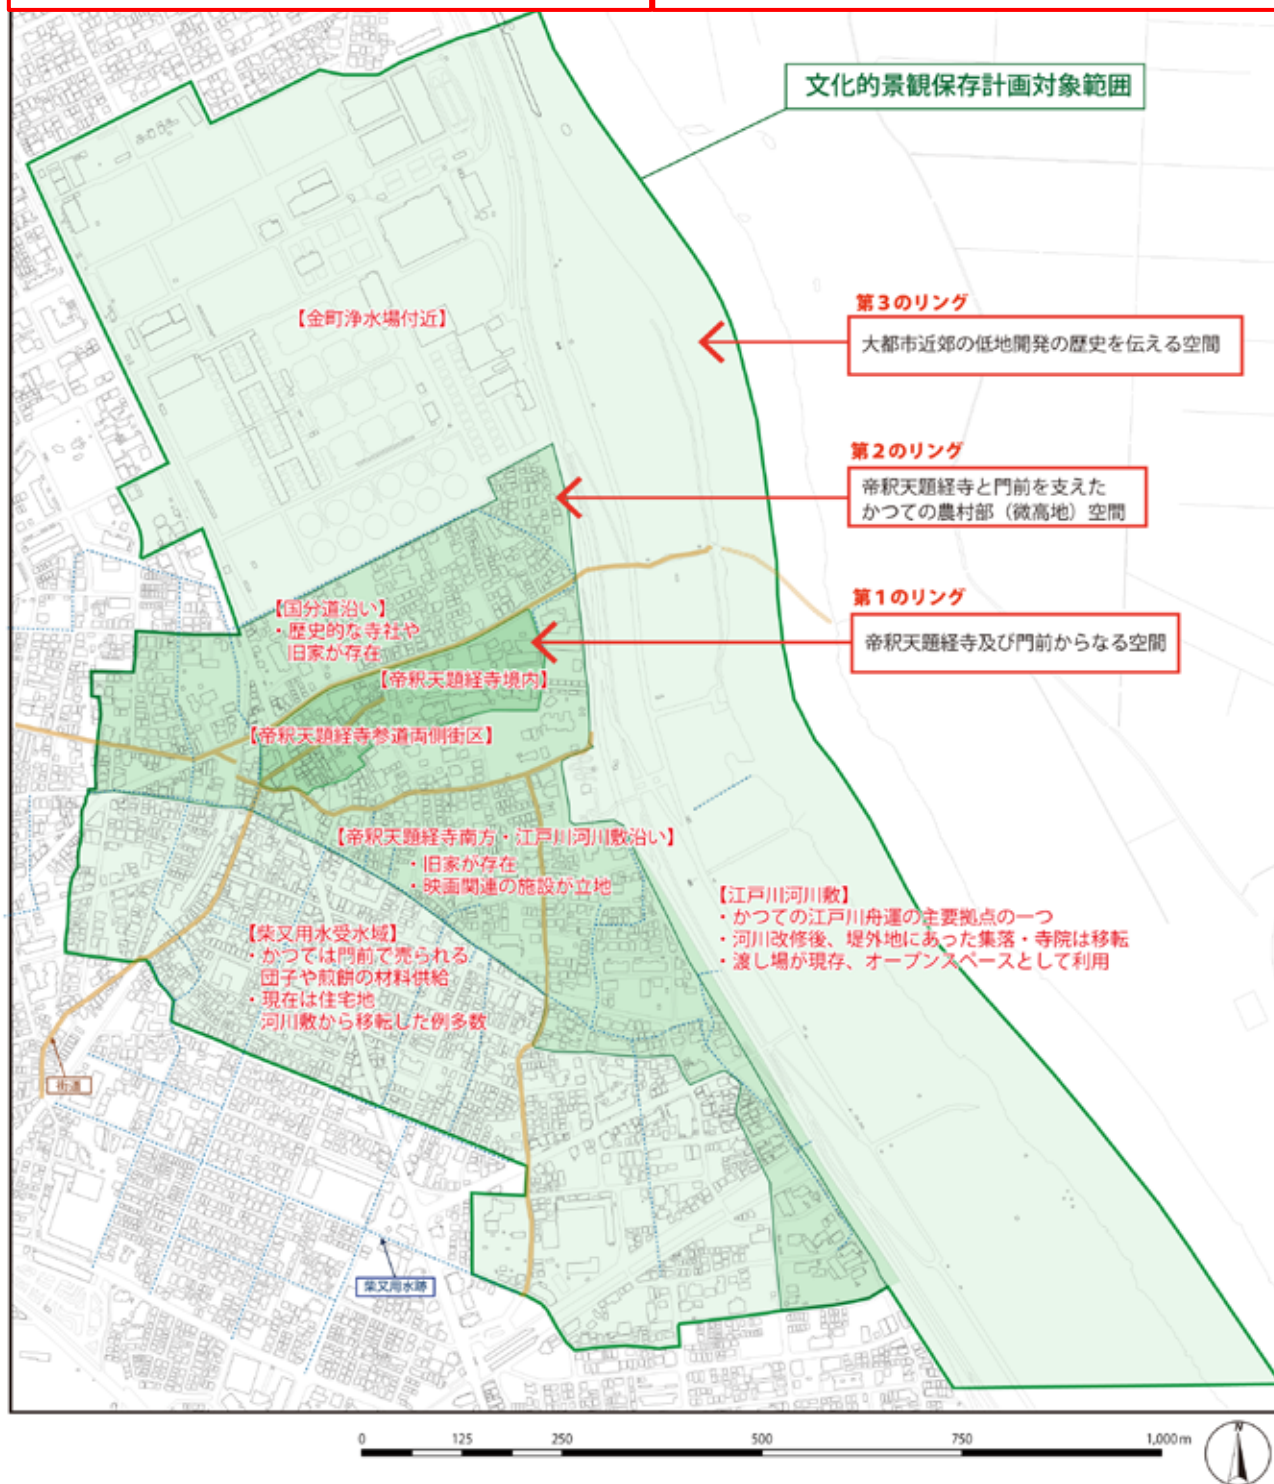 文化的景観保存計画対象範囲
第3のリング
大都市近郊の低地開発の歴史を伝える空間
【金町浄水場付近】
第2のリング
帝釈天題経寺と門前を支えた
かつての農村部（微高地）空間
第1のリング
帝釈天題経寺及び門前からなる空間
【国分道沿い】
・歴史的な寺社や
旧家が存在
【帝釈天題経寺境内】
【帝釈天題経寺参道両側街区】
【帝釈天題経寺南方・江戸川河川敷沿い】
・旧家が存在
・映画関連の施設が立地
【江戸川河川敷】
・かつての江戸川舟運の主要拠点の一つ
・河川改修後、堤外地にあった集落・寺院は移転
・渡し場が現存、オープンスペースとして利用
【柴又用水受水域】
・かつては門前で売られる
団子や煎餅の材料供給
・現在は住宅地
河川敷から移転した例多数
街道
柴又用水跡
0 125 250 500 750 1,000m
N